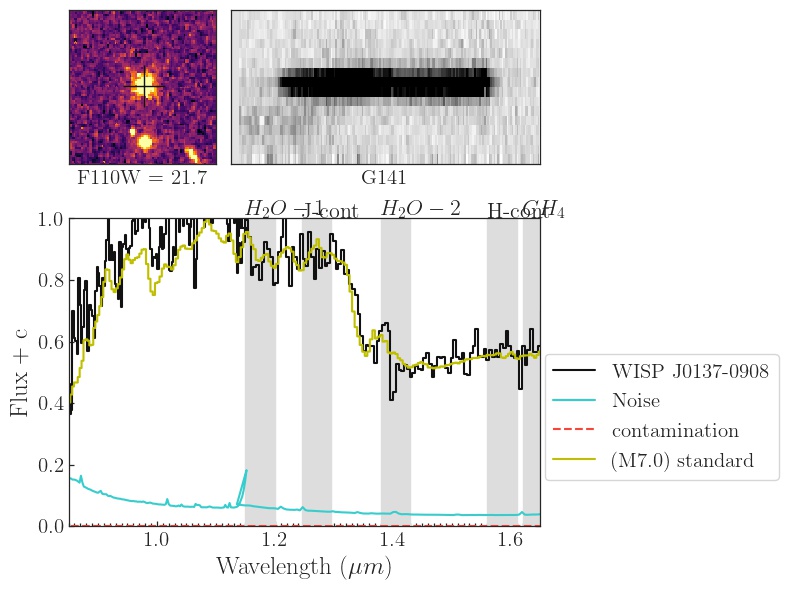 F110W = 21.7
G141
H2O − 1
J-cont
H2O − 2
H-cont
CH4
1.0
0.8
0.6
0.4
0.2
0.0
Flux + c
1.0
1.2
1.4
1.6
Wavelength (μm)
WISP J0137-0908
Noise
contamination
(M7.0) standard